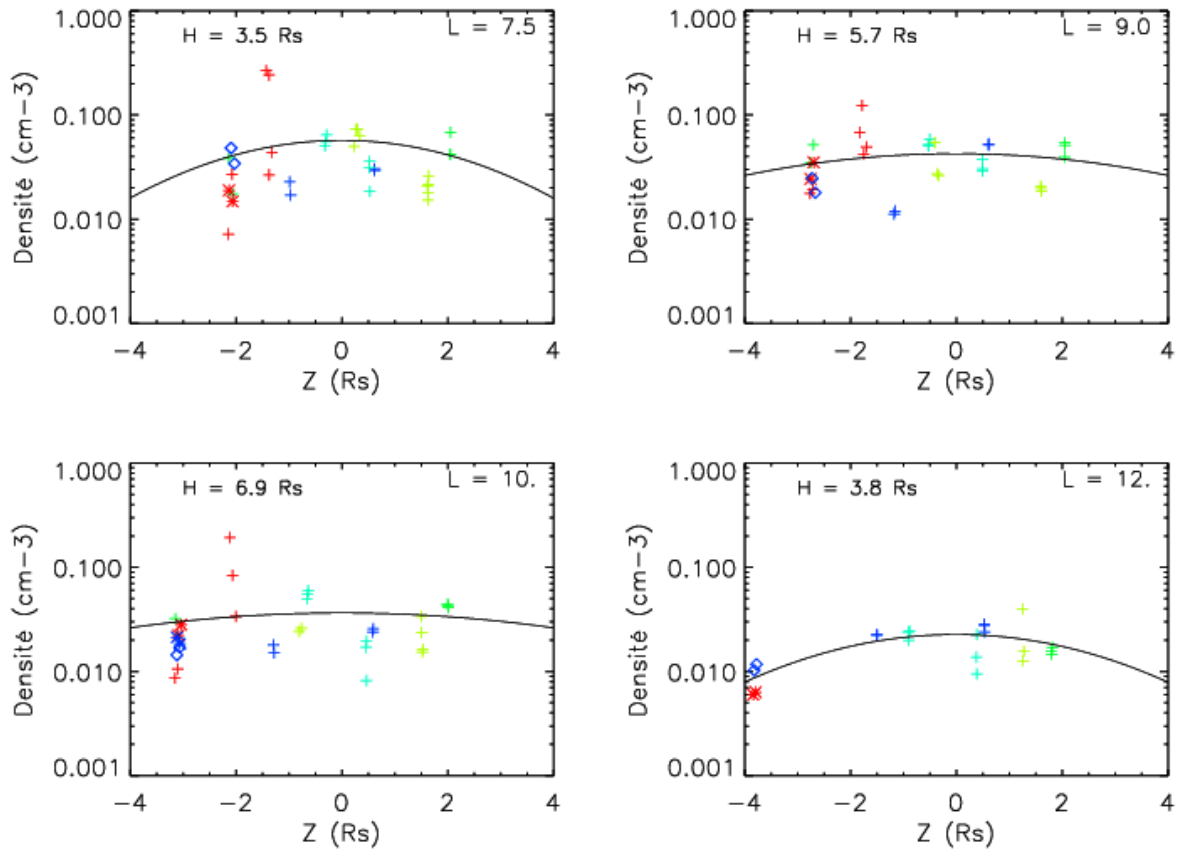 H = 3.5 Rs
L = 7.5
1.000
0.100
0.010
0.001
Densité (cm-3)
-4
-2
0
2
4
Z (Rs)
H = 5.7 Rs
L = 9.0
1.000
0.100
0.010
0.001
Densité (cm-3)
-4
-2
0
2
4
Z (Rs)
H = 6.9 Rs
L = 10.
1.000
0.100
0.010
0.001
Densité (cm-3)
-4
-2
0
2
4
Z (Rs)
H = 3.8 Rs
L = 12.
1.000
0.100
0.010
0.001
Densité (cm-3)
-4
-2
0
2
4
Z (Rs)